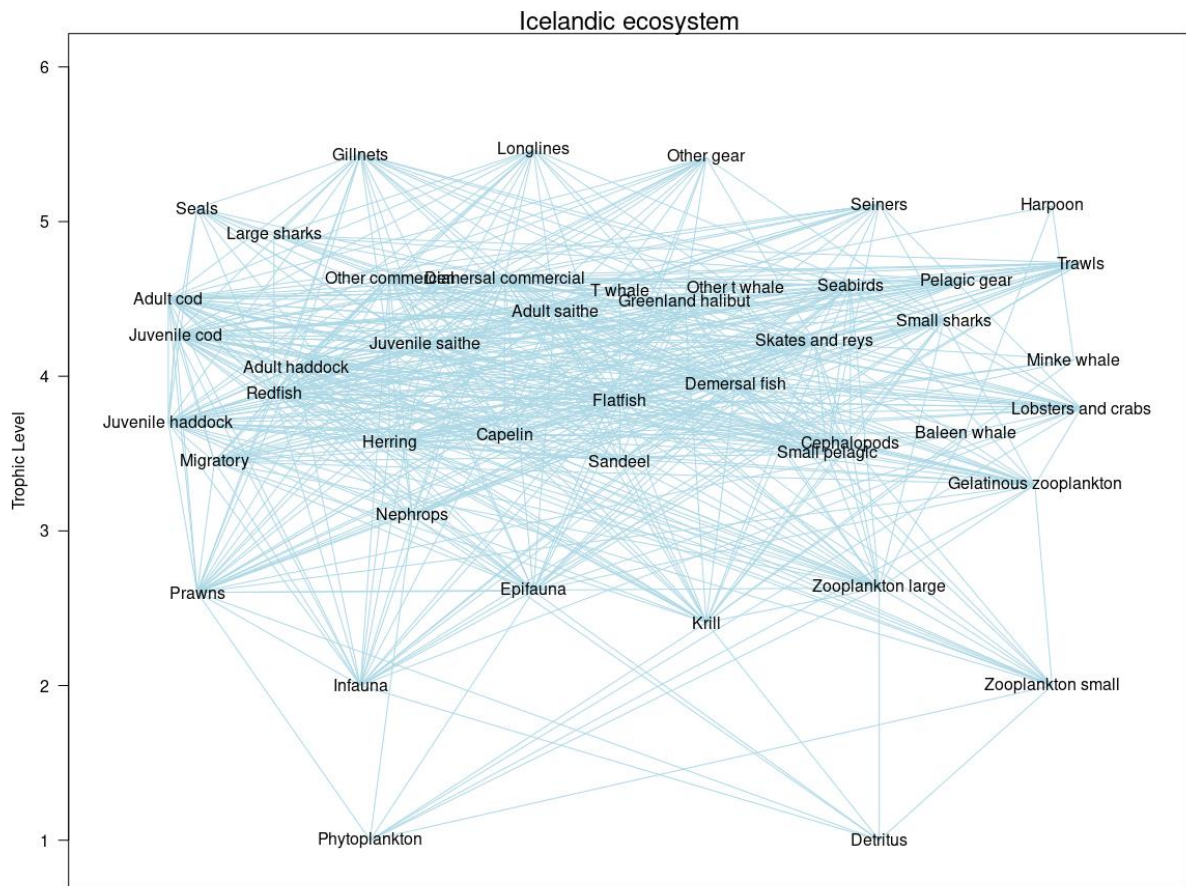 Icelandic ecosystem
6
Longlines
Gillnets
Other gear
Seals
Seiners
Harpoon
5
Large sharks
Trawls
Other commercial
Demersal commercial
Pelagic gear
Other t whale
Seabirds
T whale
Adult cod
Greenland halibut
Adult saithe
Small sharks
Juvenile cod
Skates and reys
Juvenile saithe
Minke whale
4
Adult haddock
Demersal fish
Redfish
Flatfish
Lobsters and crabs
Juvenile haddock
Baleen whale
Capelin
Herring
Cephalopods
Small pelagic
Migratory
Sandeel
Trophic Level
Gelatinous zooplankton
Nephrops
3
Zooplankton large
Epifauna
Prawns
Krill
2
Infauna
Zooplankton small
1
Phytoplankton
Detritus